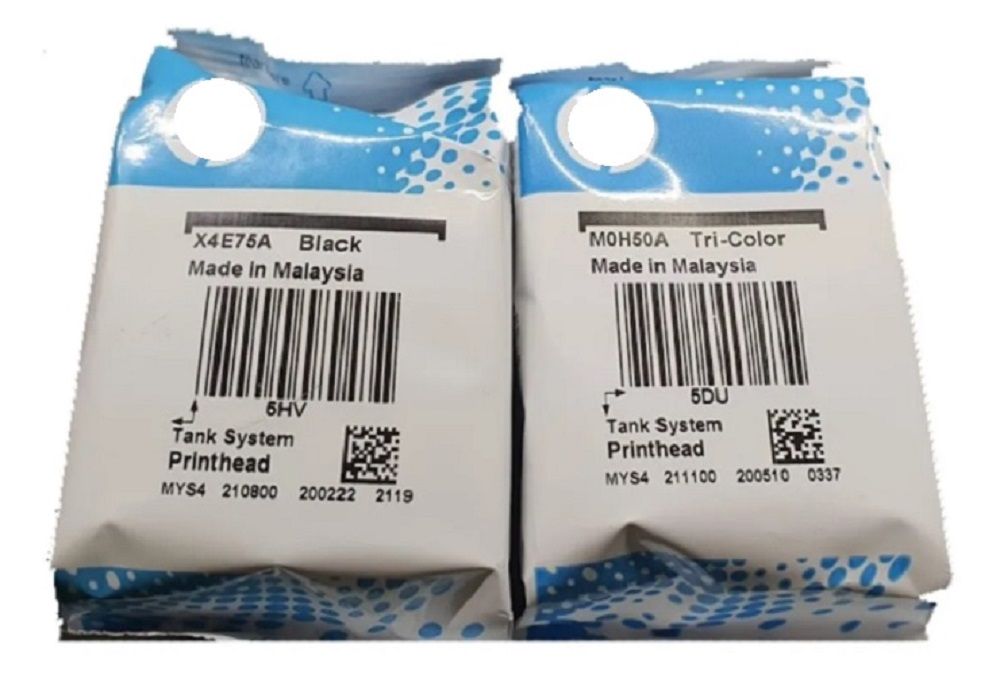 X4E75A Black
Made in Malaysia
5HV
Tank System
Printhead
MYS4 210800 200222 2119
M0H50A Tri-Color
Made in Malaysia
5DU
Tank System
Printhead
MYS4 211100 200510 0337